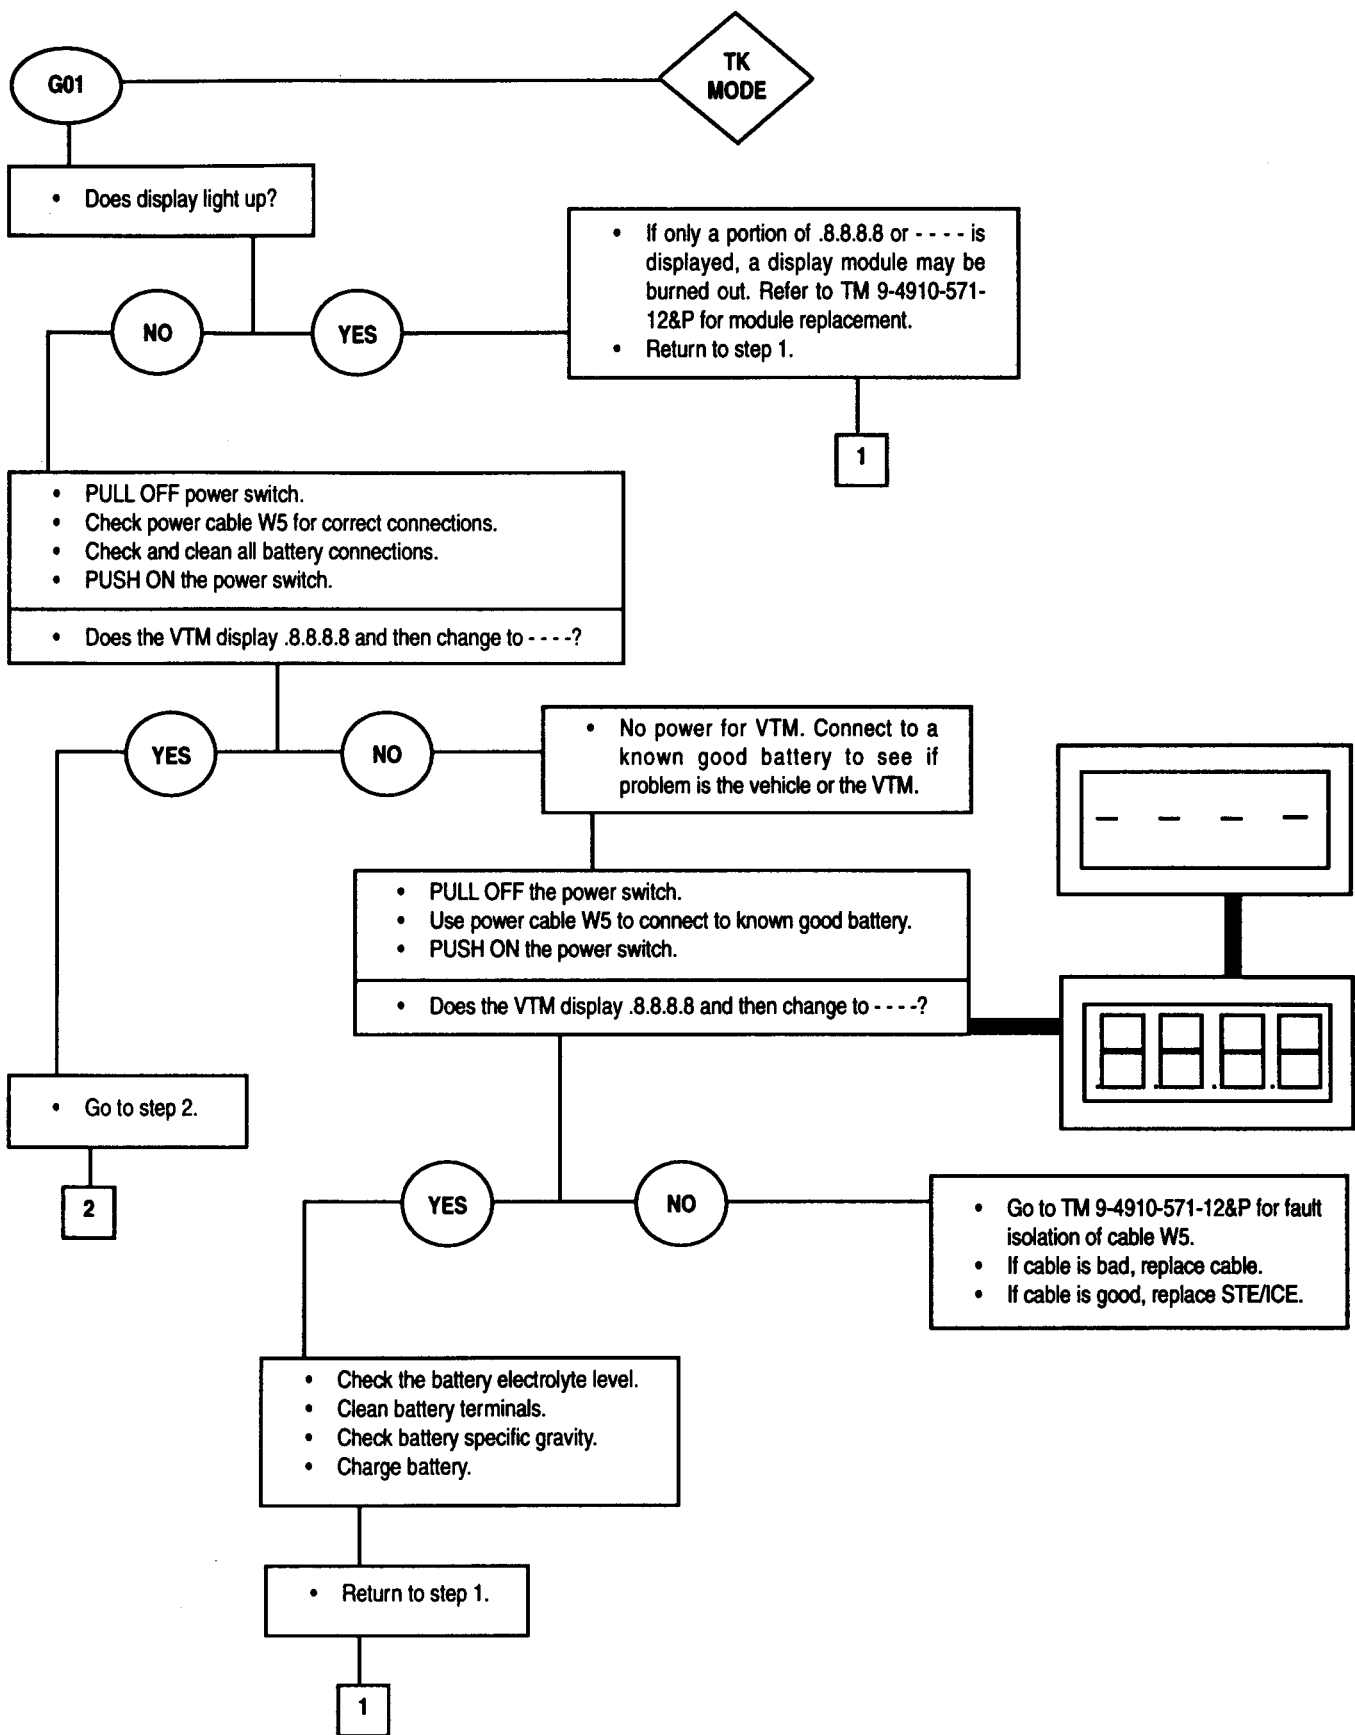 G01
TK
MODE
• Does display light up?
• If only a portion of .8.8.8.8 or - - - - is
displayed, a display module may be
burned out. Refer to TM 9-4910-571-
12&P for module replacement.
• Return to step 1.
NO
YES
1
• PULL OFF power switch.
• Check power cable W5 for correct connections.
• Check and clean all battery connections.
• PUSH ON the power switch.
• Does the VTM display .8.8.8.8 and then change to - - - -?
YES
NO
• No power for VTM. Connect to a
known good battery to see if
problem is the vehicle or the VTM.
- - - -
• PULL OFF the power switch.
• Use power cable W5 to connect to known good battery.
• PUSH ON the power switch.
• Does the VTM display .8.8.8.8 and then change to - - - -?
.8.8.8.8
• Go to step 2.
2
YES
NO
• Go to TM 9-4910-571-12&P for fault
isolation of cable W5.
• If cable is bad, replace cable.
• If cable is good, replace STE/ICE.
• Check the battery electrolyte level.
• Clean battery terminals.
• Check battery specific gravity.
• Charge battery.
• Return to step 1.
1